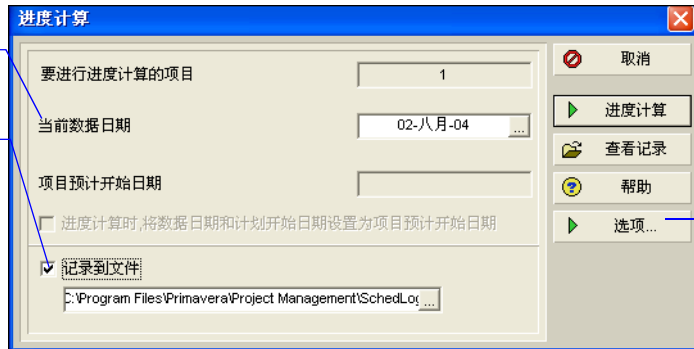 进度计算
要进行进度计算的项目
1
当前数据日期
02-八月-04
...
项目预计开始日期
进度计算时,将数据日期和计划开始日期设置为项目预计开始日期
记录到文件
C:\Program Files\Primavera\Project Management\SchedLog
...
取消
进度计算
查看记录
帮助
选项...